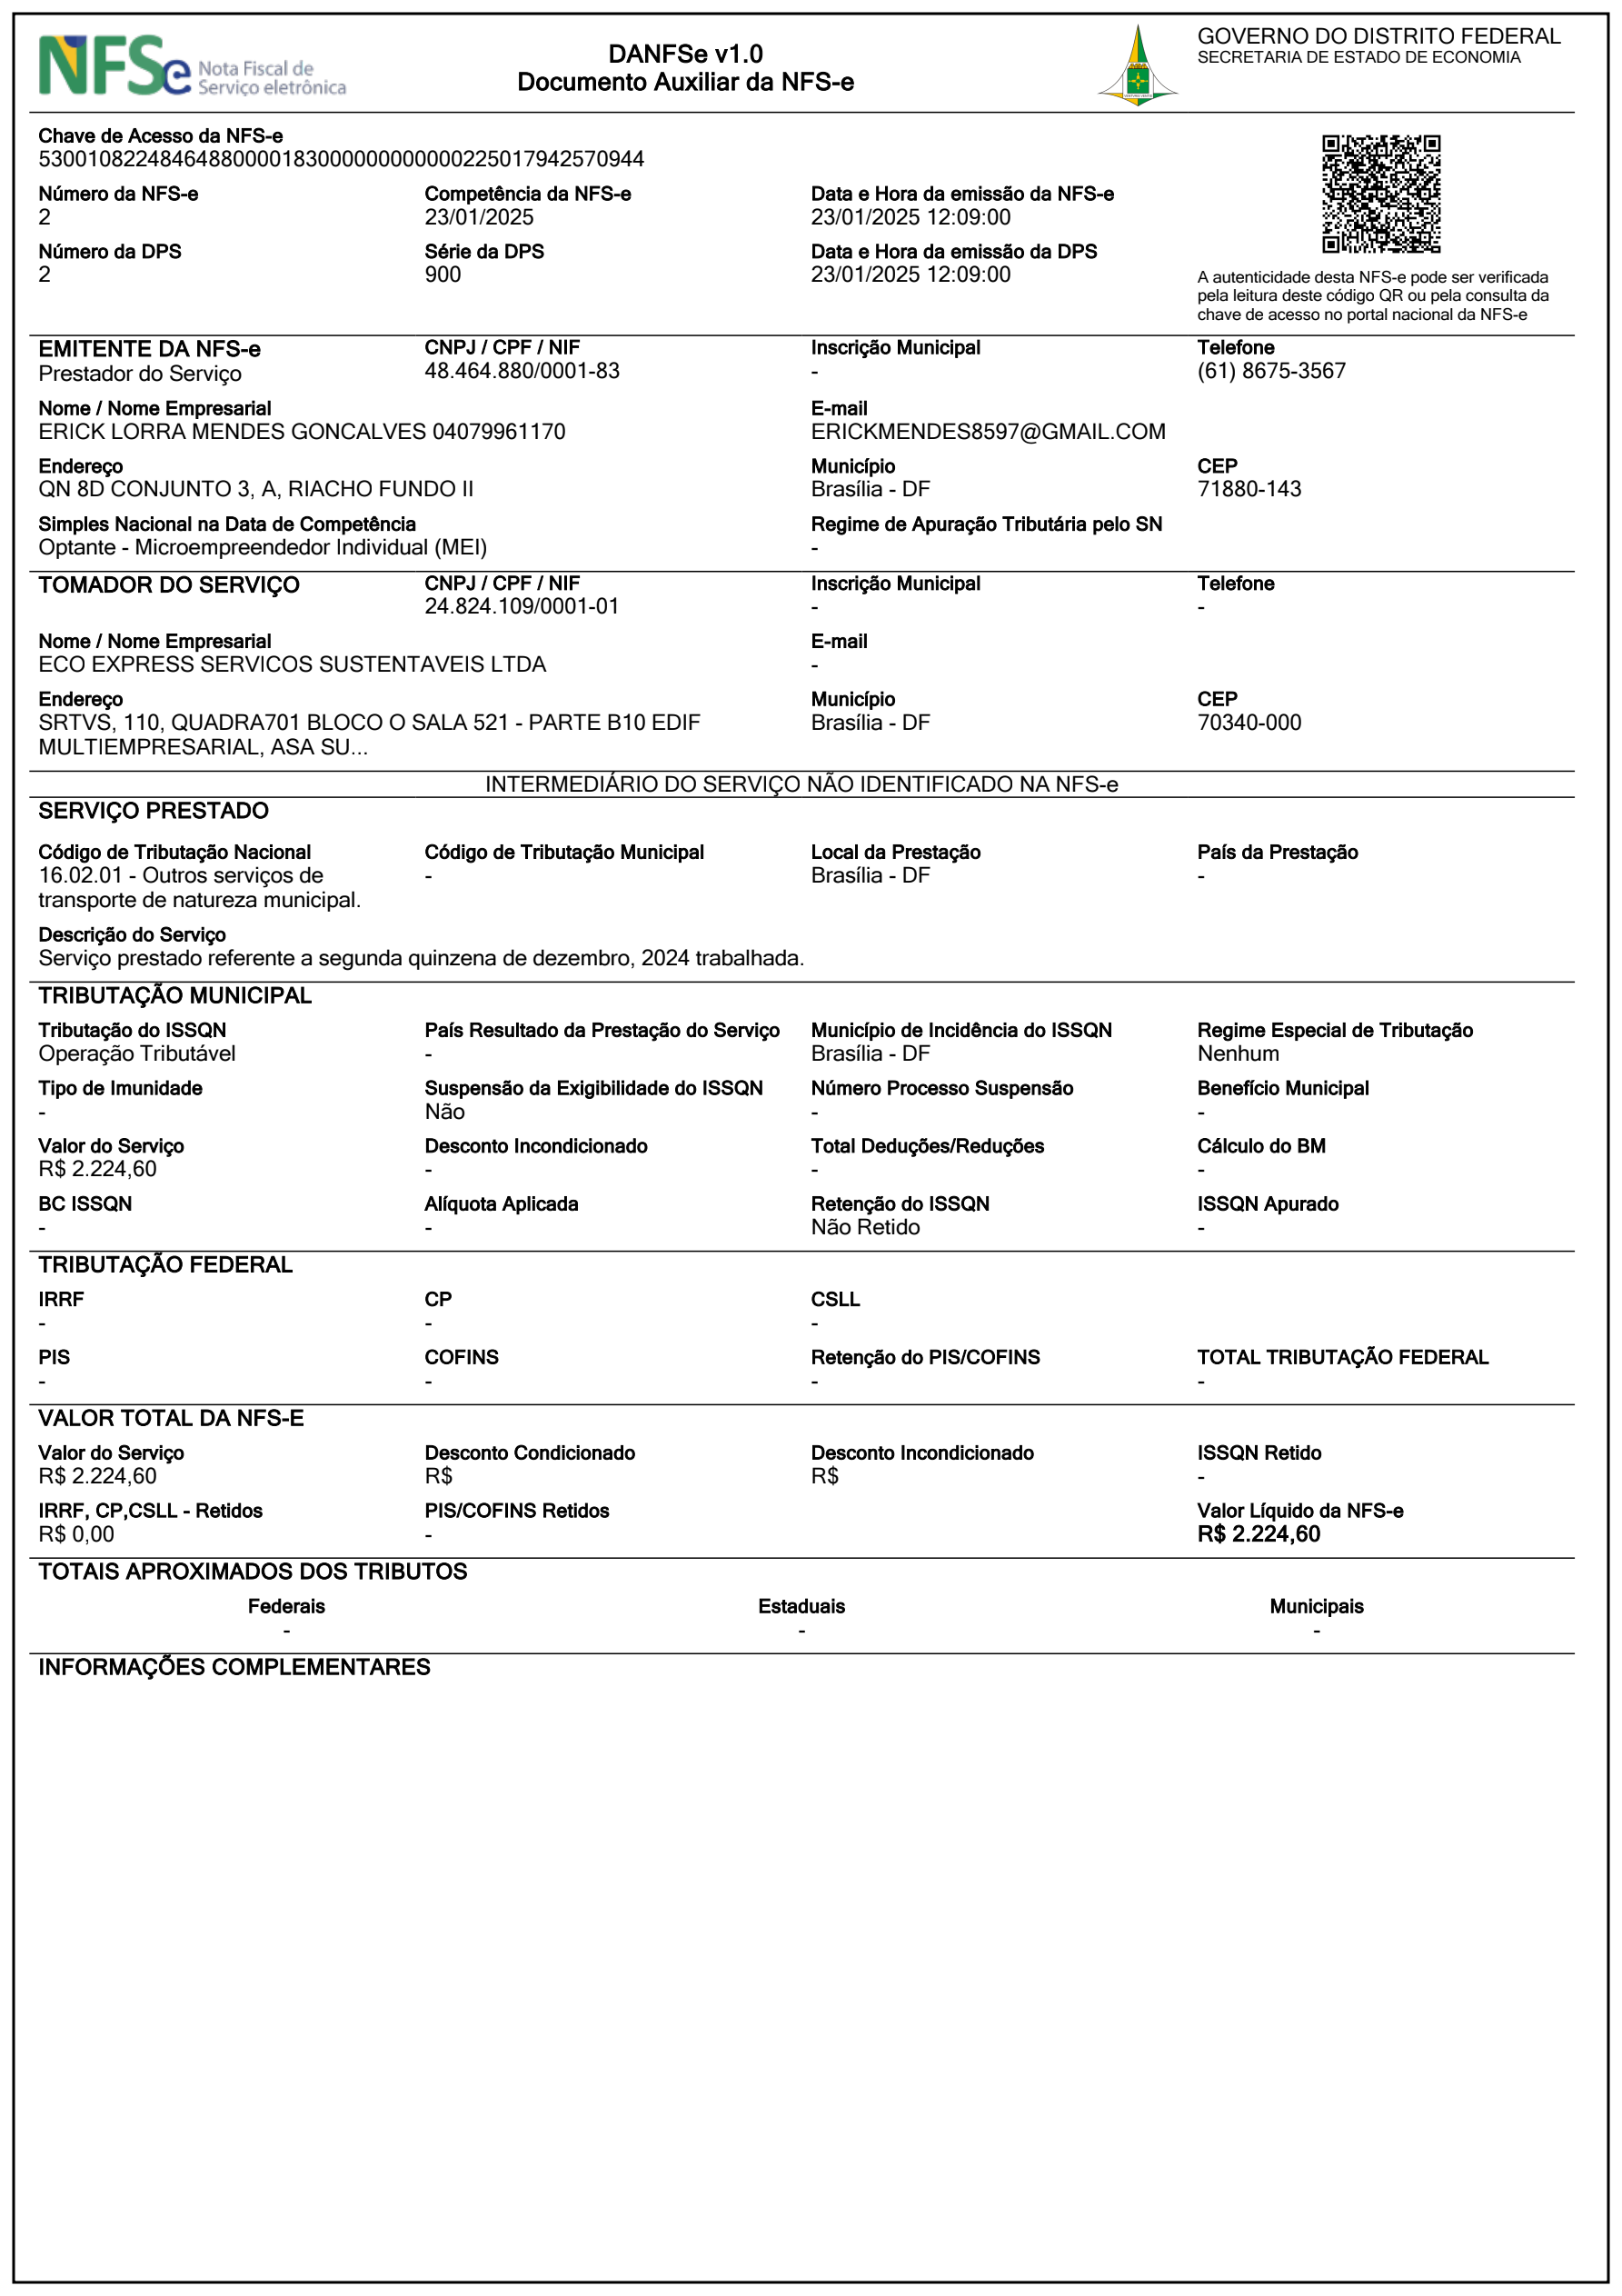 NFSe Nota Fiscal de Serviço eletrônica
DANFSe v1.0
Documento Auxiliar da NFS-e
GOVERNO DO DISTRITO FEDERAL
SECRETARIA DE ESTADO DE ECONOMIA
Chave de Acesso da NFS-e
53001082248464880000183000000000000225017942570944
Número da NFS-e Competência da NFS-e Data e Hora da emissão da NFS-e
2 23/01/2025 23/01/2025 12:09:00
Número da DPS Série da DPS Data e Hora da emissão da DPS
2 900 23/01/2025 12:09:00
A autenticidade desta NFS-e pode ser verificada
pela leitura deste código QR ou pela consulta da
chave de acesso no portal nacional da NFS-e
EMITENTE DA NFS-e CNPJ / CPF / NIF Inscrição Municipal Telefone
Prestador do Serviço 48.464.880/0001-83 - (61) 8675-3567
Nome / Nome Empresarial E-mail
ERICK LORRA MENDES GONCALVES 04079961170 ERICKMENDES8597@GMAIL.COM
Endereço Município CEP
QN 8D CONJUNTO 3, A, RIACHO FUNDO II Brasília - DF 71880-143
Simples Nacional na Data de Competência Regime de Apuração Tributária pelo SN
Optante - Microempreendedor Individual (MEI) -
TOMADOR DO SERVIÇO CNPJ / CPF / NIF Inscrição Municipal Telefone
24.824.109/0001-01 - -
Nome / Nome Empresarial E-mail
ECO EXPRESS SERVICOS SUSTENTAVEIS LTDA -
Endereço Município CEP
SRTVS, 110, QUADRA701 BLOCO O SALA 521 - PARTE B10 EDIF Brasília - DF 70340-000
MULTIEMPRESARIAL, ASA SU...
INTERMEDIÁRIO DO SERVIÇO NÃO IDENTIFICADO NA NFS-e
SERVIÇO PRESTADO
Código de Tributação Nacional Código de Tributação Municipal Local da Prestação País da Prestação
16.02.01 - Outros serviços de - Brasília - DF -
transporte de natureza municipal.
Descrição do Serviço
Serviço prestado referente a segunda quinzena de dezembro, 2024 trabalhada.
TRIBUTAÇÃO MUNICIPAL
Tributação do ISSQN País Resultado da Prestação do Serviço Município de Incidência do ISSQN Regime Especial de Tributação
Operação Tributável - Brasília - DF Nenhum
Tipo de Imunidade Suspensão da Exigibilidade do ISSQN Número Processo Suspensão Benefício Municipal
- Não - -
Valor do Serviço Desconto Incondicionado Total Deduções/Reduções Cálculo do BM
R$ 2.224,60 - - -
BC ISSQN Alíquota Aplicada Retenção do ISSQN ISSQN Apurado
- - Não Retido -
TRIBUTAÇÃO FEDERAL
IRRF CP CSLL
- - -
PIS COFINS Retenção do PIS/COFINS TOTAL TRIBUTAÇÃO FEDERAL
- - - -
VALOR TOTAL DA NFS-E
Valor do Serviço Desconto Condicionado Desconto Incondicionado ISSQN Retido
R$ 2.224,60 R$ R$ -
IRRF, CP,CSLL - Retidos PIS/COFINS Retidos Valor Líquido da NFS-e
R$ 0,00 - R$ 2.224,60
TOTAIS APROXIMADOS DOS TRIBUTOS
Federais Estaduais Municipais
- - -
INFORMAÇÕES COMPLEMENTARES